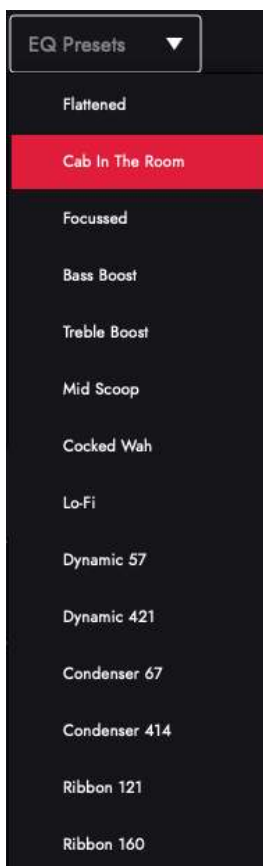 EQ Presets
Flattened
Cab In The Room
Focussed
Bass Boost
Treble Boost
Mid Scoop
Cocked Wah
Lo-Fi
Dynamic 57
Dynamic 421
Condenser 67
Condenser 414
Ribbon 121
Ribbon 160